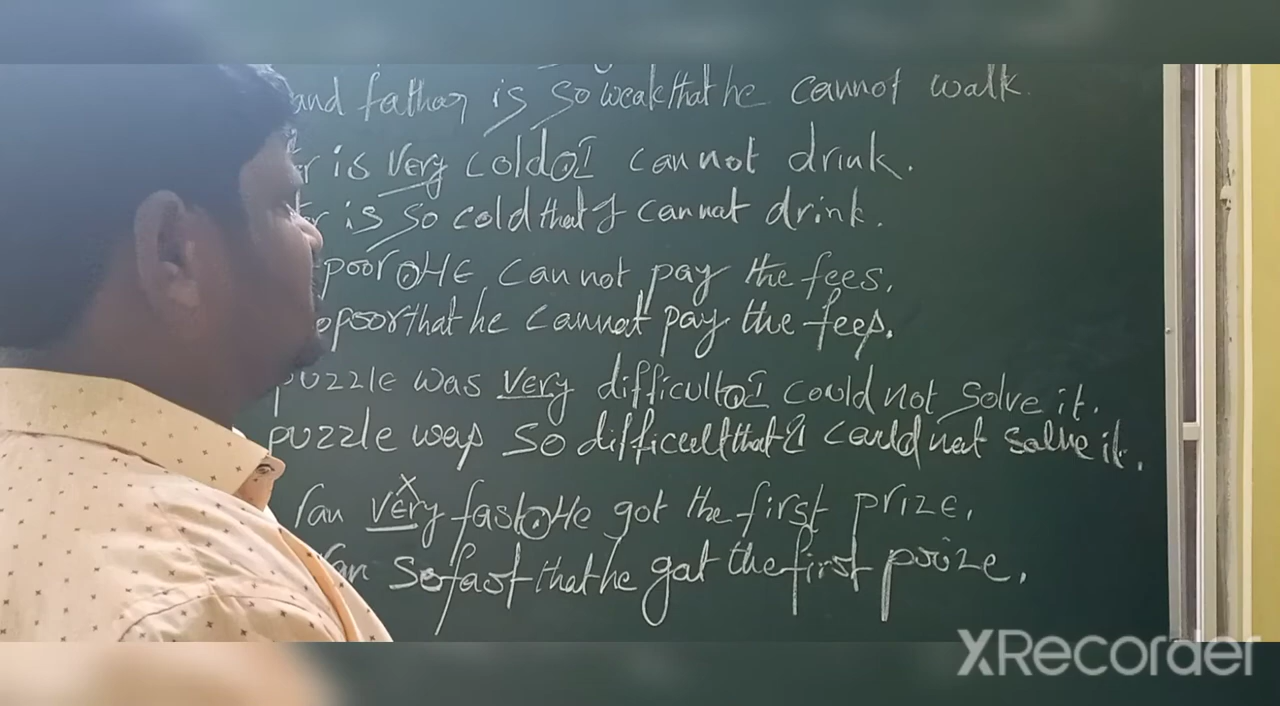 and father is so weak that he cannot walk.
is very cold. I cannot drink.
is so cold that I cannot drink.
poor. He cannot pay the fees.
poor that he cannot pay the fees.
puzzle was very difficult. I could not solve it.
puzzle was so difficult that I could not solve it.
ran very fast. He got the first prize.
ran so fast that he got the first prize.
XRecorder